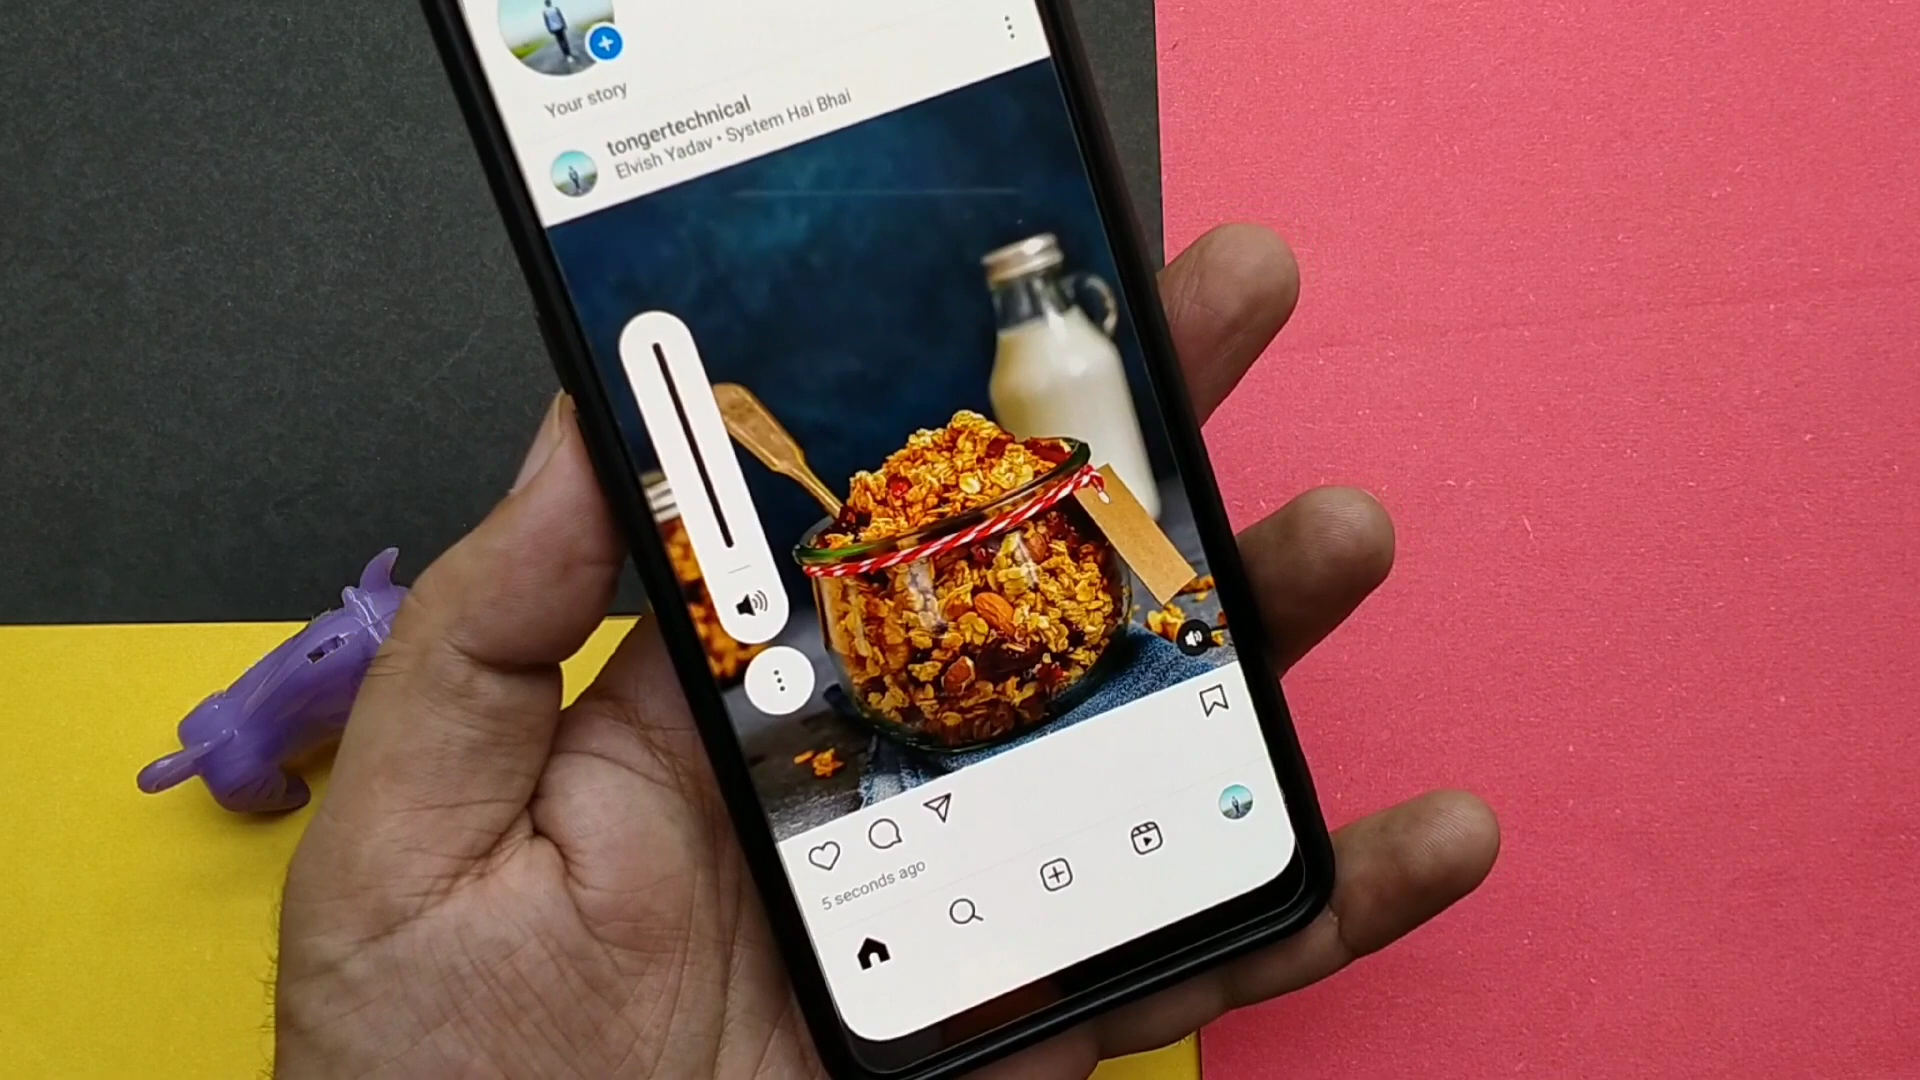 Your story
tongertechnical
Elvish Yadav • System Hai Bhai
5 seconds ago